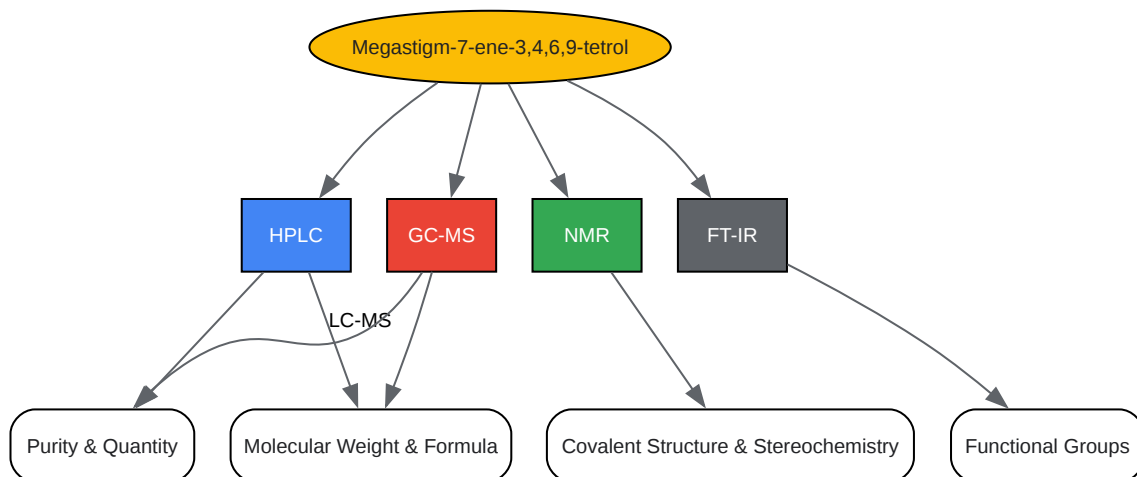 Megastigm-7-ene-3,4,6,9-tetrol
HPLC
GC-MS
NMR
FT-IR
LC-MS
Purity & Quantity
Molecular Weight & Formula
Covalent Structure & Stereochemistry
Functional Groups